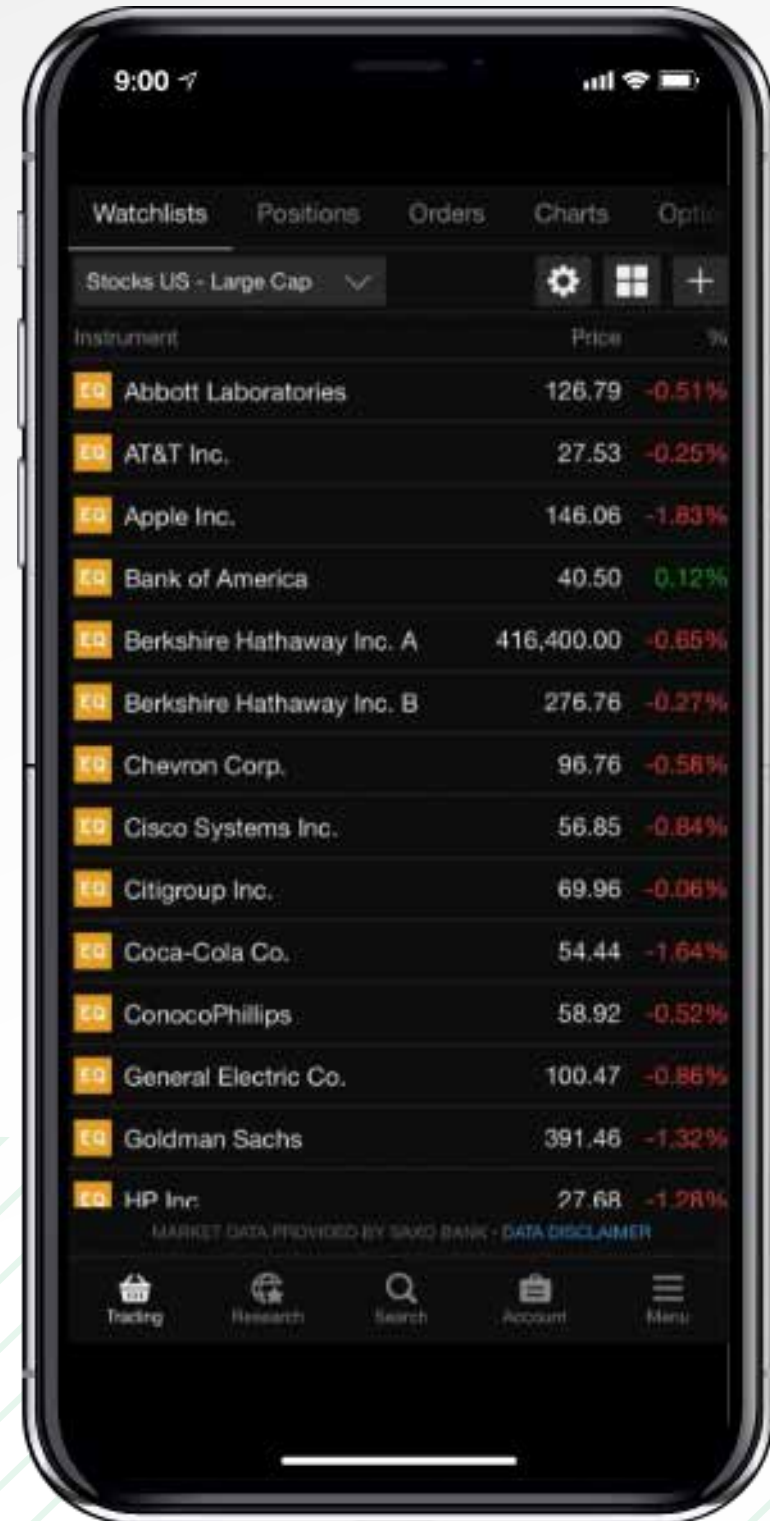 9:00
Watchlists Positions Orders Charts Optio
Stocks US - Large Cap
Instrument Price %
EQ Abbott Laboratories 126.79 -0.51%
EQ AT&T Inc. 27.53 -0.25%
EQ Apple Inc. 146.06 -1.83%
EQ Bank of America 40.50 0.12%
EQ Berkshire Hathaway Inc. A 416,400.00 -0.65%
EQ Berkshire Hathaway Inc. B 276.76 -0.27%
EQ Chevron Corp. 96.76 -0.58%
EQ Cisco Systems Inc. 56.85 -0.84%
EQ Citigroup Inc. 69.96 -0.06%
EQ Coca-Cola Co. 54.44 -1.64%
EQ ConocoPhillips 58.92 -0.52%
EQ General Electric Co. 100.47 -0.86%
EQ Goldman Sachs 391.46 -1.32%
EQ HP Inc 27.68 -1.28%
MARKET DATA PROVIDED BY SAXO BANK - DATA DISCLAIMER
Trading Research Search Account Menu